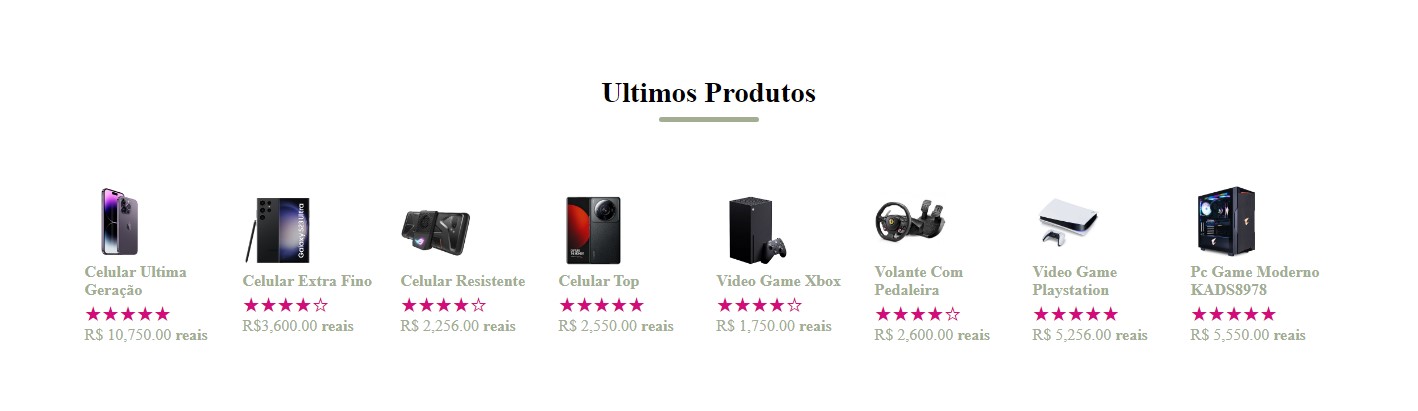 Ultimos Produtos
Celular Ultima
Geração
★★★★★
R$ 10,750.00 reais
Galaxy S23 Ultra
Celular Extra Fino
★★★★☆
R$3,600.00 reais
Celular Resistente
★★★★☆
R$ 2,256.00 reais
Celular Top
★★★★★
R$ 2,550.00 reais
Video Game Xbox
★★★★☆
R$ 1,750.00 reais
Volante Com
Pedaleira
★★★★☆
R$ 2,600.00 reais
Video Game
Playstation
★★★★★
R$ 5,256.00 reais
Pc Game Moderno
KADS8978
★★★★★
R$ 5,550.00 reais